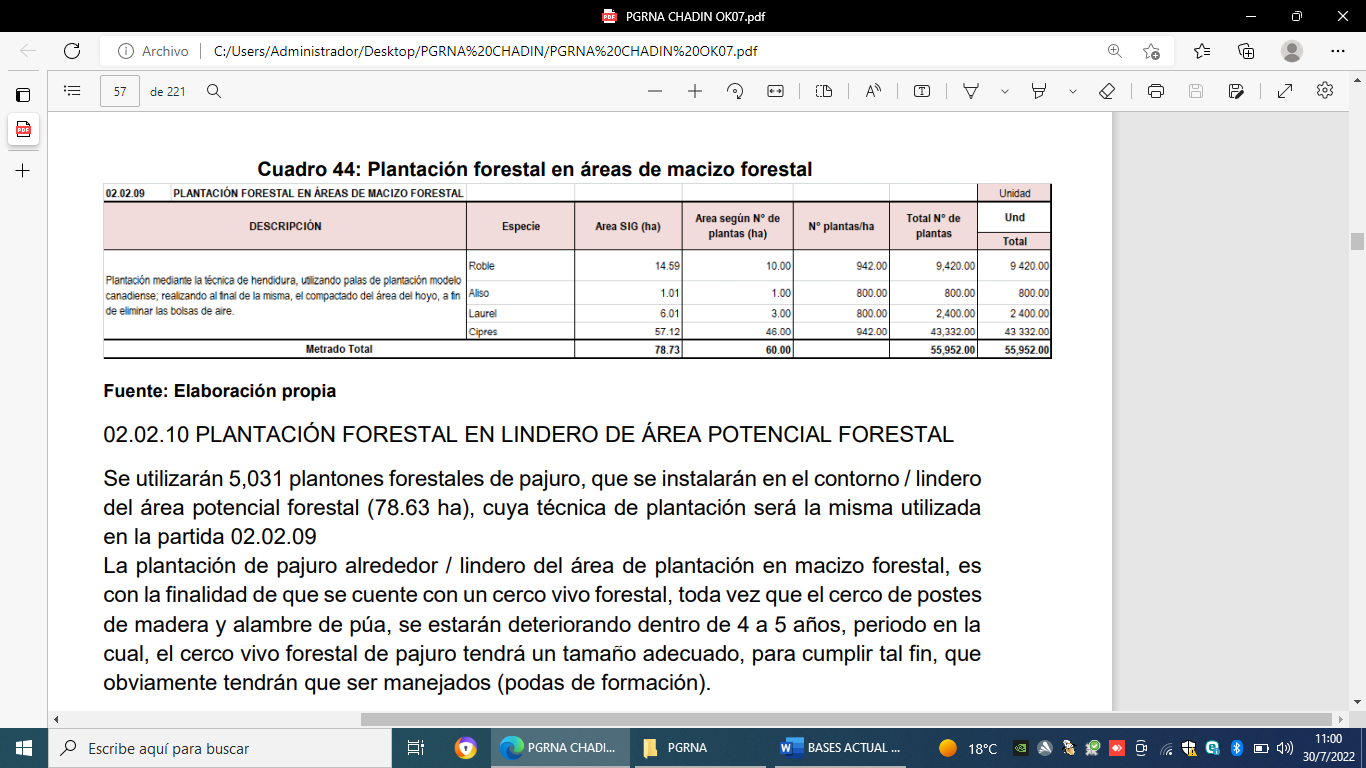 PGRNA CHADIN OK07.pdf
Archivo
C:/Users/Administrador/Desktop/PGRNA%20CHADIN/PGRNA%20CHADIN%20OK07.pdf
57 de 221
Cuadro 44: Plantación forestal en áreas de macizo forestal
02.02.09 PLANTACIÓN FORESTAL EN ÁREAS DE MACIZO FORESTAL Unidad
DESCRIPCIÓN Especie Area SIG (ha) Area según Nº de plantas (ha) Nº plantas/ha Total Nº de plantas Und
Total
Plantación mediante la técnica de hendidura, utilizando palas de plantación modelo
canadiense; realizando al final de la misma, el compactado del área del hoyo, a fin
de eliminar las bolsas de aire.
Roble 14.59 10.00 942.00 9,420.00 9 420.00
Aliso 1.01 1.00 800.00 800.00 800.00
Laurel 6.01 3.00 800.00 2,400.00 2 400.00
Cipres 57.12 46.00 942.00 43,332.00 43 332.00
Metrado Total 78.73 60.00 55,952.00 55,952.00
Fuente: Elaboración propia
02.02.10 PLANTACIÓN FORESTAL EN LINDERO DE ÁREA POTENCIAL FORESTAL
Se utilizarán 5,031 plantones forestales de pajuro, que se instalarán en el contorno / lindero
del área potencial forestal (78.63 ha), cuya técnica de plantación será la misma utilizada
en la partida 02.02.09
La plantación de pajuro alrededor / lindero del área de plantación en macizo forestal, es
con la finalidad de que se cuente con un cerco vivo forestal, toda vez que el cerco de postes
de madera y alambre de púa, se estarán deteriorando dentro de 4 a 5 años, periodo en la
cual, el cerco vivo forestal de pajuro tendrá un tamaño adecuado, para cumplir tal fin, que
obviamente tendrán que ser manejados (podas de formación).
Escribe aquí para buscar
PGRNA CHADI...
PGRNA
BASES ACTUAL ...
18°C
11:00
30/7/2022